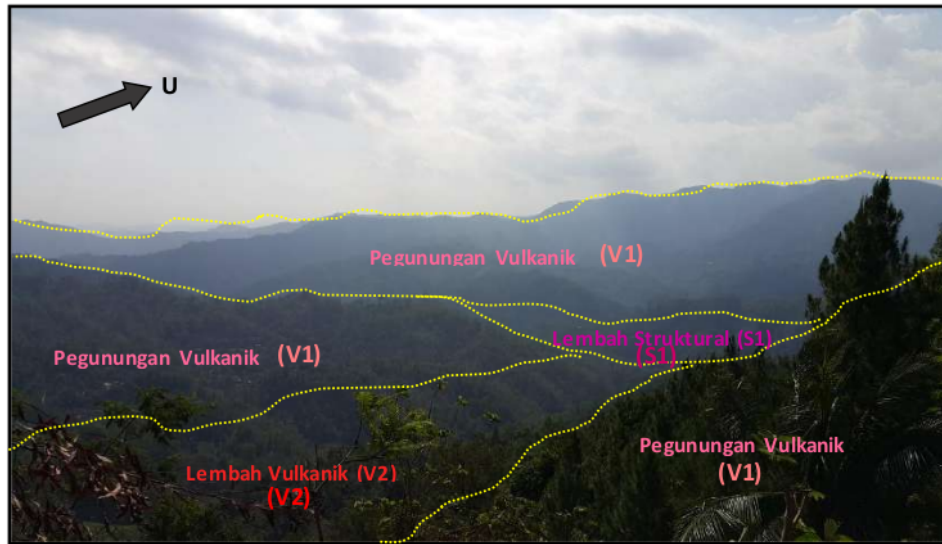 U
Pegunungan Vulkanik (V1)
Lembah Struktural (S1)
(S1)
Pegunungan Vulkanik (V1)
Pegunungan Vulkanik
(V1)
Lembah Vulkanik (V2)
(V2)